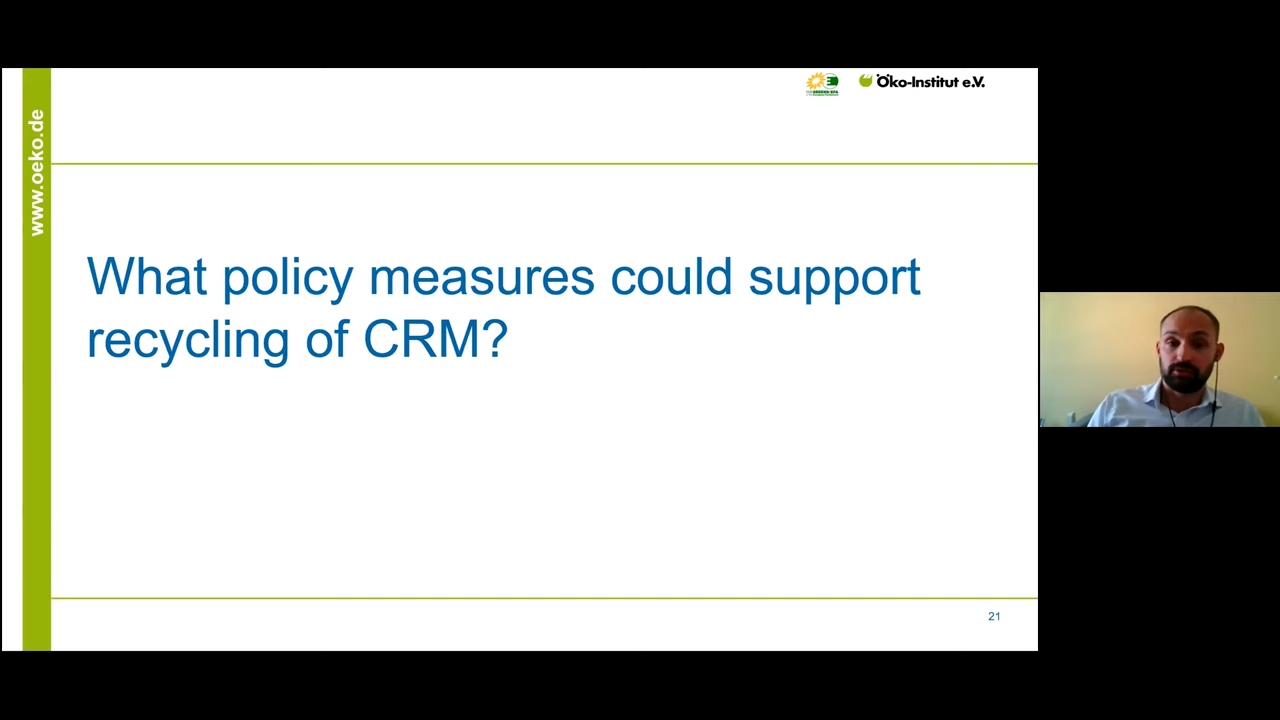 Öko-Institut e.V.
www.oeko.de
What policy measures could support
recycling of CRM?
21